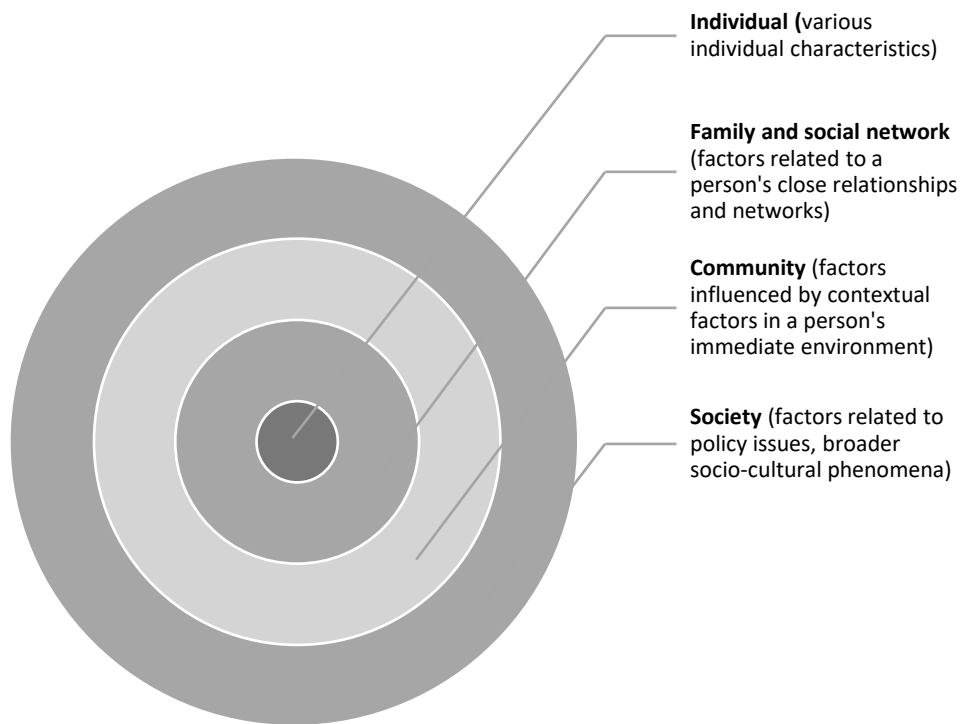 Individual (various
individual characteristics)
Family and social network
(factors related to a
person's close relationships
and networks)
Community (factors
influenced by contextual
factors in a person's
immediate environment)
Society (factors related to
policy issues, broader
socio-cultural phenomena)